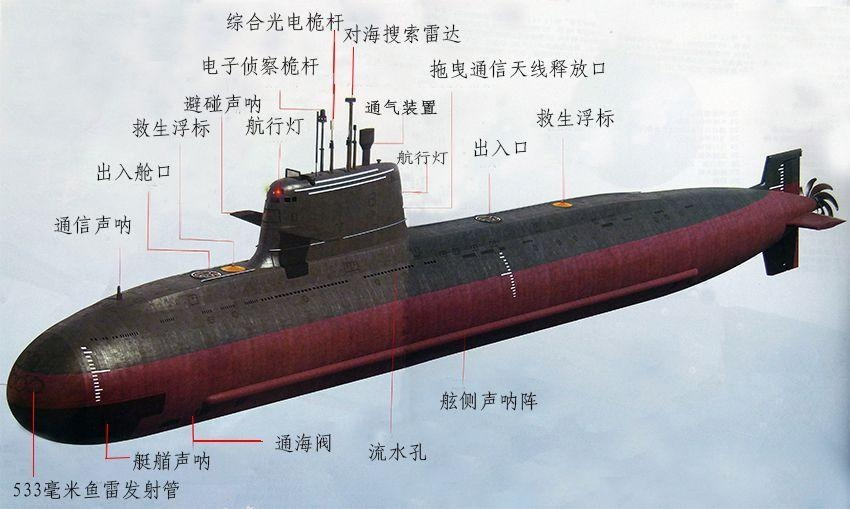 综合光电桅杆
对海搜索雷达
电子侦察桅杆
拖曳通信天线释放口
避碰声呐
通气装置
救生浮标
航行灯
救生浮标
出入口
航行灯
出入舱口
通信声呐
舷侧声呐阵
通海阀
流水孔
艇艏声呐
533毫米鱼雷发射管